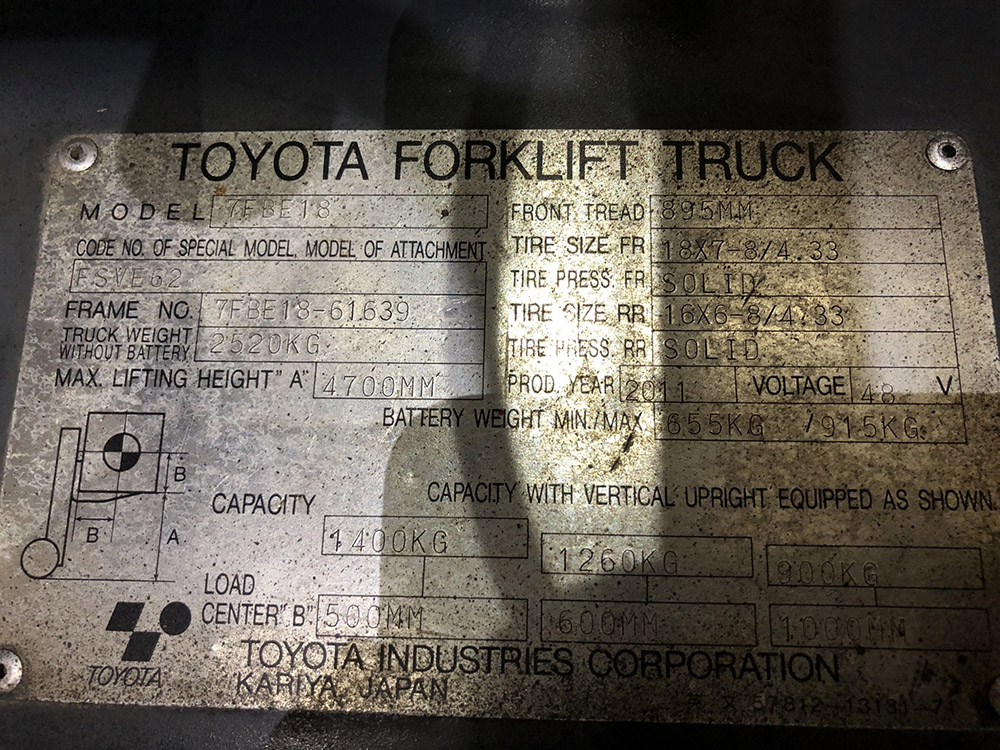 TOYOTA FORKLIFT TRUCK
MODEL 7FBE18
FRONT TREAD 895MM
CODE NO. OF SPECIAL MODEL, MODEL OF ATTACHMENT
TIRE SIZE FR 18X7-8/4.33
FSVE62
TIRE PRESS. FR SOLID
FRAME NO. 7FBE18-61639
TIRE SIZE RR 16X6-8/4.33
TRUCK WEIGHT
WITHOUT BATTERY 2520KG
TIRE PRESS. RR SOLID
MAX. LIFTING HEIGHT"A" 4700MM
PROD. YEAR 2011 VOLTAGE 48 V
BATTERY WEIGHT MIN./MAX. 655KG /915KG
B
B
A
CAPACITY
CAPACITY WITH VERTICAL UPRIGHT EQUIPPED AS SHOWN.
1400KG 1260KG 900KG
LOAD
CENTER"B" 500MM 600MM 1000MM
TOYOTA
TOYOTA INDUSTRIES CORPORATION
KARIYA JAPAN
57812-13131-71